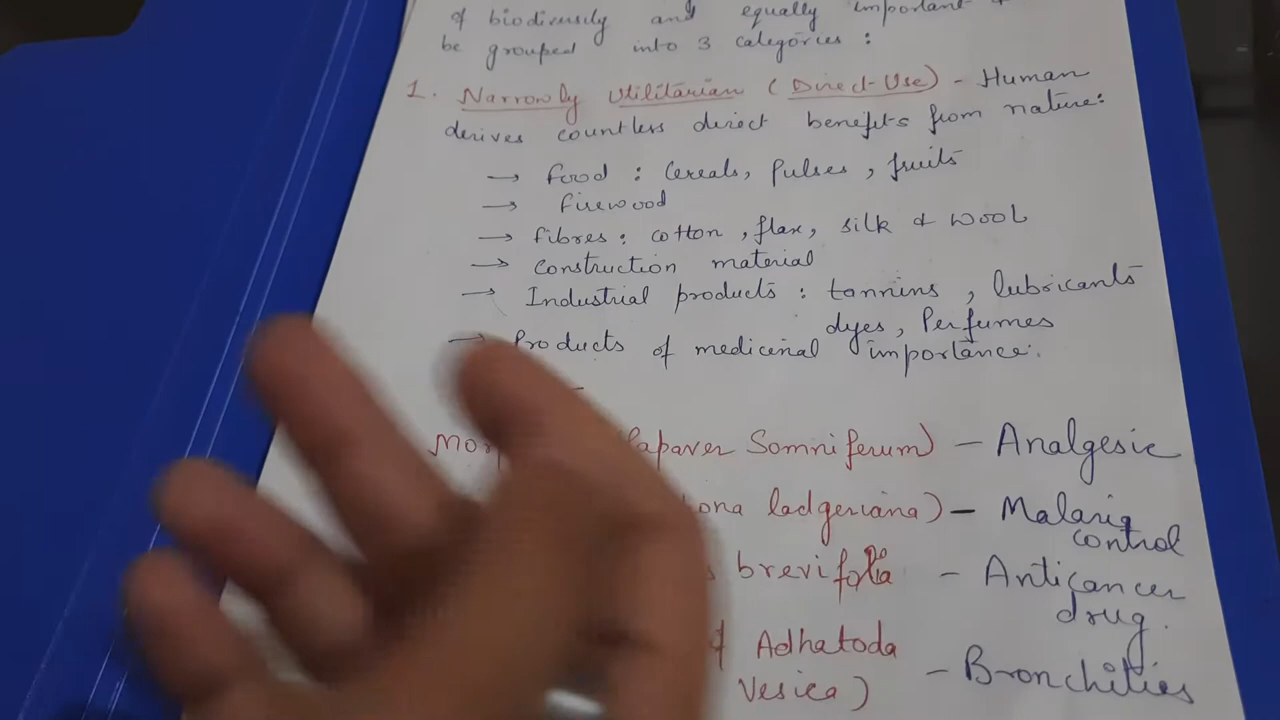 of biodiversity and equally important &
be grouped into 3 categories :
1. Narrowly Utilitarian (Direct-Use) - Human
derives countless direct benefits from nature:
→ food : Cereals, Pulses, fruits
→ firewood
→ fibres : cotton, flax, silk & wool
→ Construction material
→ Industrial products : tannins, lubricants
dyes, Perfumes
→ Products of medicinal importance.
Somniferum) - Analgesic
ladgeriana) - Malaria
control
brevifolia - Anticancer
drug.
Adhatoda
Vesica) - Bronchities